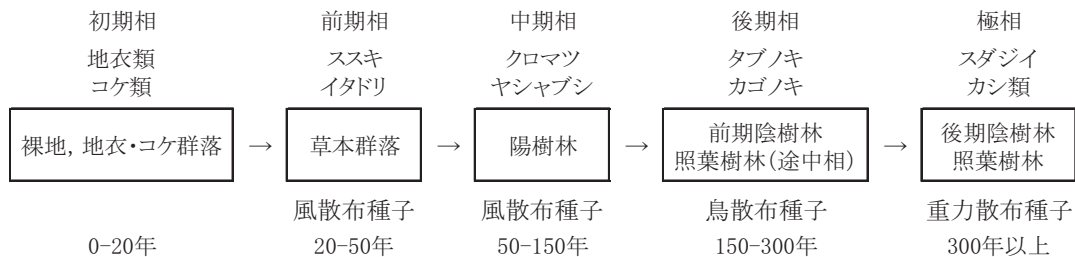 初期相 前期相 中期相 後期相 極相
地衣類 ススキ クロマツ タブノキ スダジイ
コケ類 イタドリ ヤシャブシ カゴノキ カシ類
裸地, 地衣・コケ群落 → 草本群落 → 陽樹林 → 前期陰樹林 照葉樹林(途中相) → 後期陰樹林 照葉樹林
風散布種子 風散布種子 鳥散布種子 重力散布種子
0-20年 20-50年 50-150年 150-300年 300年以上